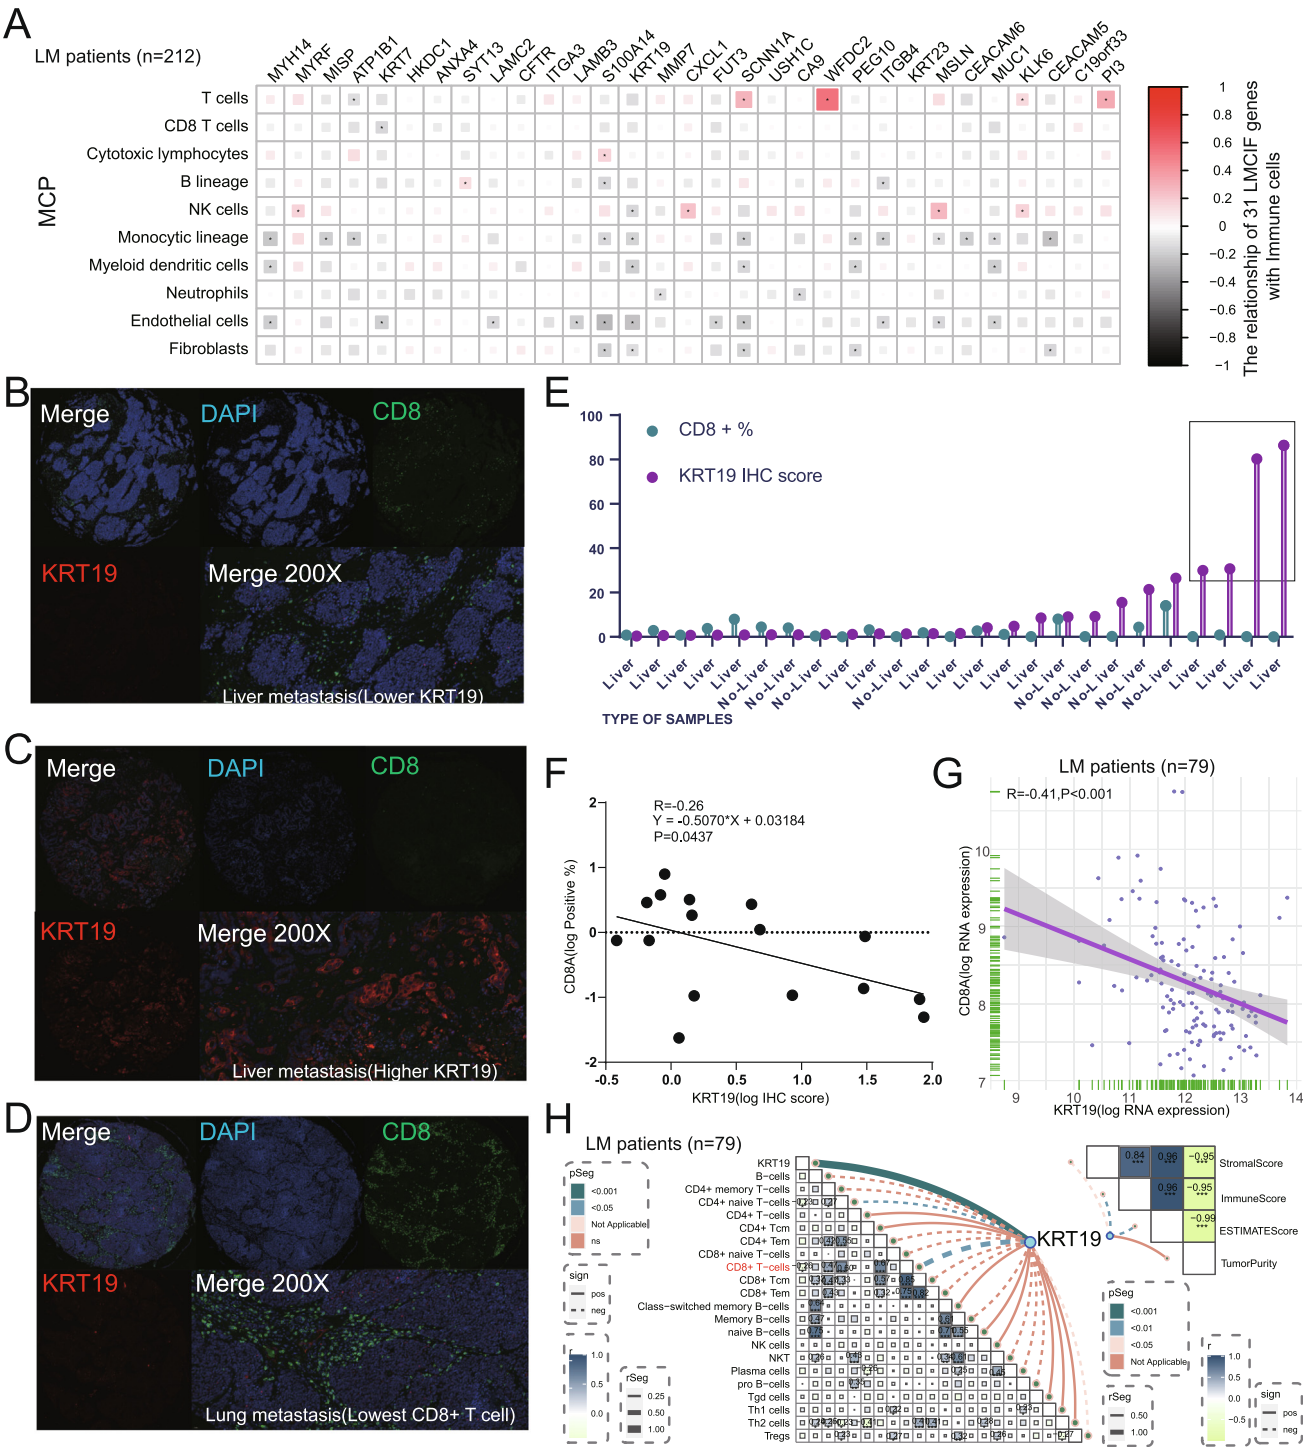 A
LM patients (n=212)
MYH14
MYRF
MISP
ATP1B1
KRT7
HKDC1
ANXA4
SYT13
LAMC2
CFTR
ITGA3
LAMB3
S100A14
KRT19
MMP7
CXCL1
FUT3
SCNN1A
USH1C
CA9
WFDC2
PEG10
ITGB4
KRT23
MSLN
CEACAM6
MUC1
KLK6
CEACAM5
C19orf33
PI3
MCP
T cells
CD8 T cells
Cytotoxic lymphocytes
B lineage
NK cells
Monocytic lineage
Myeloid dendritic cells
Neutrophils
Endothelial cells
Fibroblasts
1
0.8
0.6
0.4
0.2
0
−0.2
−0.4
−0.6
−0.8
−1
The relationship of 31 LMCIF genes
with Immune cells
B
Merge
DAPI
CD8
KRT19
Merge 200X
Liver metastasis(Lower KRT19)
C
Merge
DAPI
CD8
KRT19
Merge 200X
Liver metastasis(Higher KRT19)
D
Merge
DAPI
CD8
KRT19
Merge 200X
Lung metastasis(Lowest CD8+ T cell)
E
CD8 + %
KRT19 IHC score
100
80
60
40
20
0
Liver
Liver
Liver
Liver
Liver
No-Liver
No-Liver
Liver
Liver
Liver
No-Liver
Liver
Liver
No-Liver
Liver
Liver
No-Liver
No-Liver
Liver
No-Liver
No-Liver
Liver
Liver
Liver
Liver
TYPE OF SAMPLES
F
R=-0.26
Y = -0.5070*X + 0.03184
P=0.0437
CD8A(log Positive %)
2
1
0
-1
-2
-0.5
0.0
0.5
1.0
1.5
2.0
KRT19(log IHC score)
G
LM patients (n=79)
R=-0.41,P<0.001
CD8A(log RNA expression)
10
9
8
7
9
10
11
12
13
14
KRT19(log RNA expression)
H
LM patients (n=79)
pSeg
<0.001
<0.05
Not Applicable
ns
sign
pos
neg
r
1.0
0.5
0.0
rSeg
0.25
0.50
1.00
KRT19
B-cells
CD4+ memory T-cells
CD4+ naive T-cells
CD4+ T-cells
CD4+ Tcm
CD4+ Tem
CD8+ naive T-cells
CD8+ T-cells
CD8+ Tcm
CD8+ Tem
Class-switched memory B-cells
Memory B-cells
naive B-cells
NK cells
NKT
Plasma cells
pro B-cells
Tgd cells
Th1 cells
Th2 cells
Tregs
KRT19
0.84
***
0.96
***
−0.95
***
StromalScore
0.96
***
−0.95
***
ImmuneScore
−0.99
***
ESTIMATEScore
TumorPurity
pSeg
<0.001
<0.01
<0.05
Not Applicable
rSeg
0.50
1.00
r
1.0
0.5
0.0
−0.5
sign
pos
neg